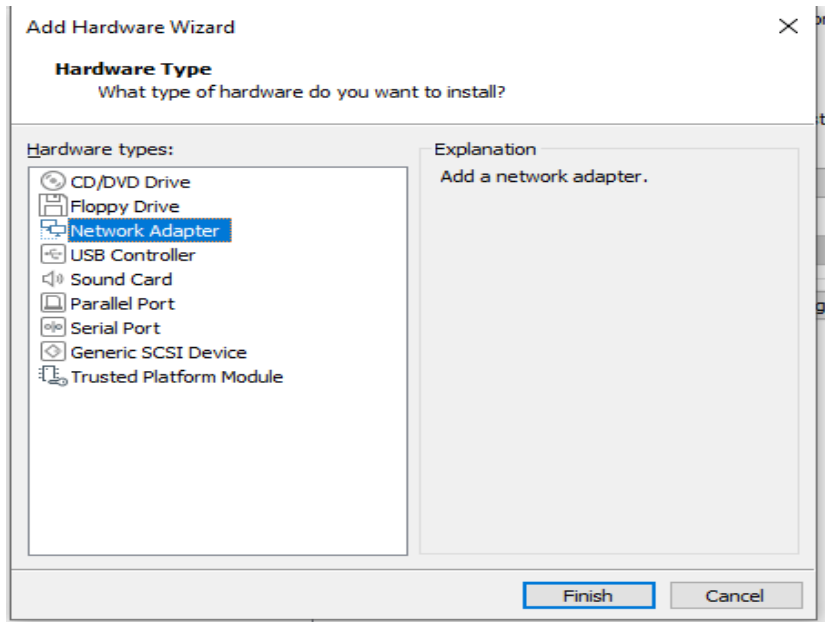 Add Hardware Wizard
Hardware Type
What type of hardware do you want to install?
Hardware types:
CD/DVD Drive
Floppy Drive
Network Adapter
USB Controller
Sound Card
Parallel Port
Serial Port
Generic SCSI Device
Trusted Platform Module
Explanation
Add a network adapter.
Finish
Cancel